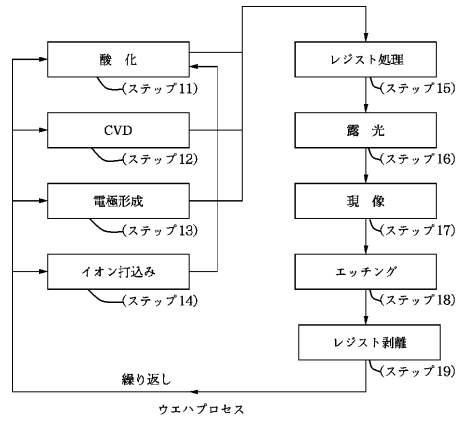 酸　化
(ステップ11)
CVD
(ステップ12)
電極形成
(ステップ13)
イオン打込み
(ステップ14)
レジスト処理
(ステップ15)
露　光
(ステップ16)
現　像
(ステップ17)
エッチング
(ステップ18)
レジスト剥離
(ステップ19)
繰り返し
ウエハプロセス